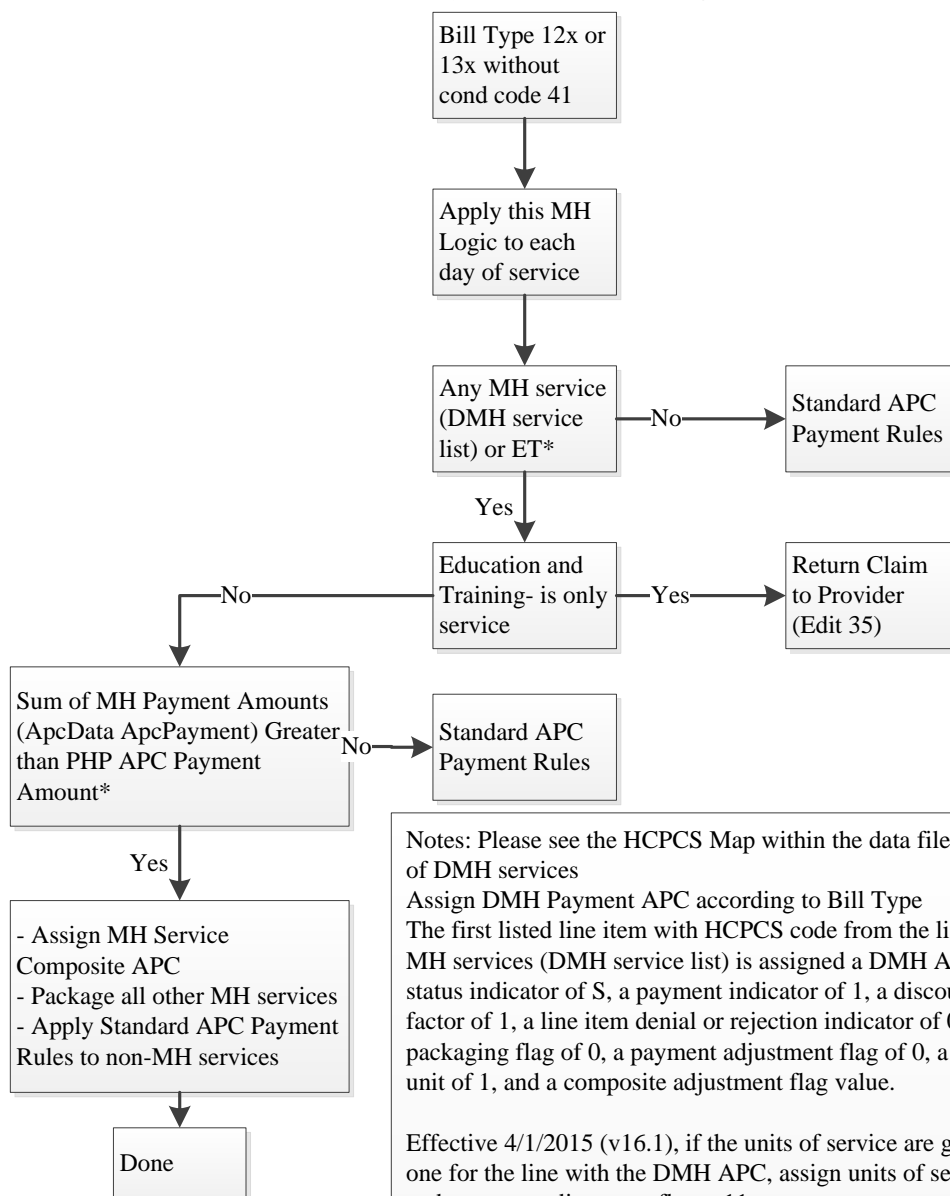 Bill Type 12x or
13x without
cond code 41
Apply this MH
Logic to each
day of service
Any MH service
(DMH service
list) or ET*
No
Standard APC
Payment Rules
Yes
Education and
Training- is only
service
No
Yes
Return Claim
to Provider
(Edit 35)
Sum of MH Payment Amounts
(ApcData ApcPayment) Greater
than PHP APC Payment
Amount*
No
Standard APC
Payment Rules
Yes
- Assign MH Service
Composite APC
- Package all other MH services
- Apply Standard APC Payment
Rules to non-MH services
Done
Notes: Please see the HCPCS Map within the data file
of DMH services
Assign DMH Payment APC according to Bill Type
The first listed line item with HCPCS code from the
MH services (DMH service list) is assigned a DMH
status indicator of S, a payment indicator of 1, a
factor of 1, a line item denial or rejection indicator of
packaging flag of 0, a payment adjustment flag of 0, a
unit of 1, and a composite adjustment flag value.
Effective 4/1/2015 (v16.1), if the units of service are
one for the line with the DMH APC, assign units of